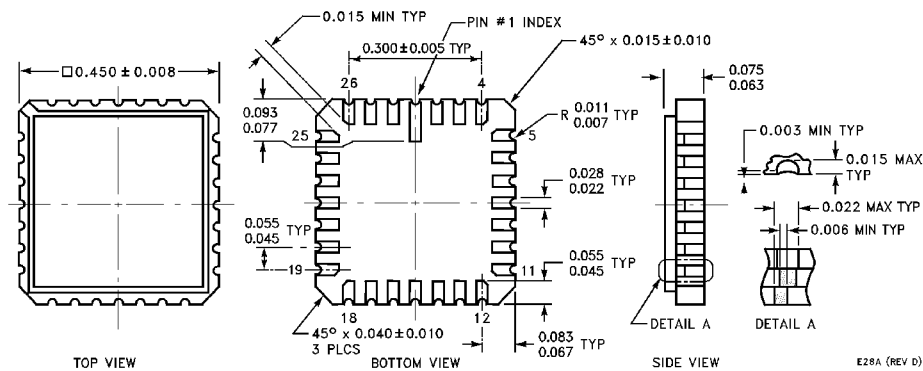 0.015 MIN TYP
PIN #1 INDEX
0.300±0.005 TYP
45º x 0.015±0.010
□0.450±0.008
26
4
0.075
0.063
0.093
0.077
25
R 0.011
0.007 TYP
5
0.003 MIN TYP
0.015 MAX
TYP
0.028
0.022 TYP
0.022 MAX TYP
0.006 MIN TYP
0.055
0.045 TYP
19
11
0.055
0.045 TYP
18
12
45º x 0.040±0.010
3 PLCS
0.083
0.067 TYP
DETAIL A
DETAIL A
TOP VIEW
BOTTOM VIEW
SIDE VIEW
E28A (REV D)